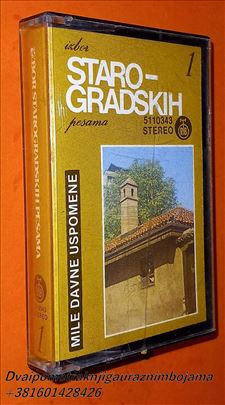 izbor
STARO-
GRADSKIH
pesama
1
5110343
STEREO
MILE DAVNE USPOMENE
IZBOR STAROGRADSKIH PESAMA
1
+381601428426